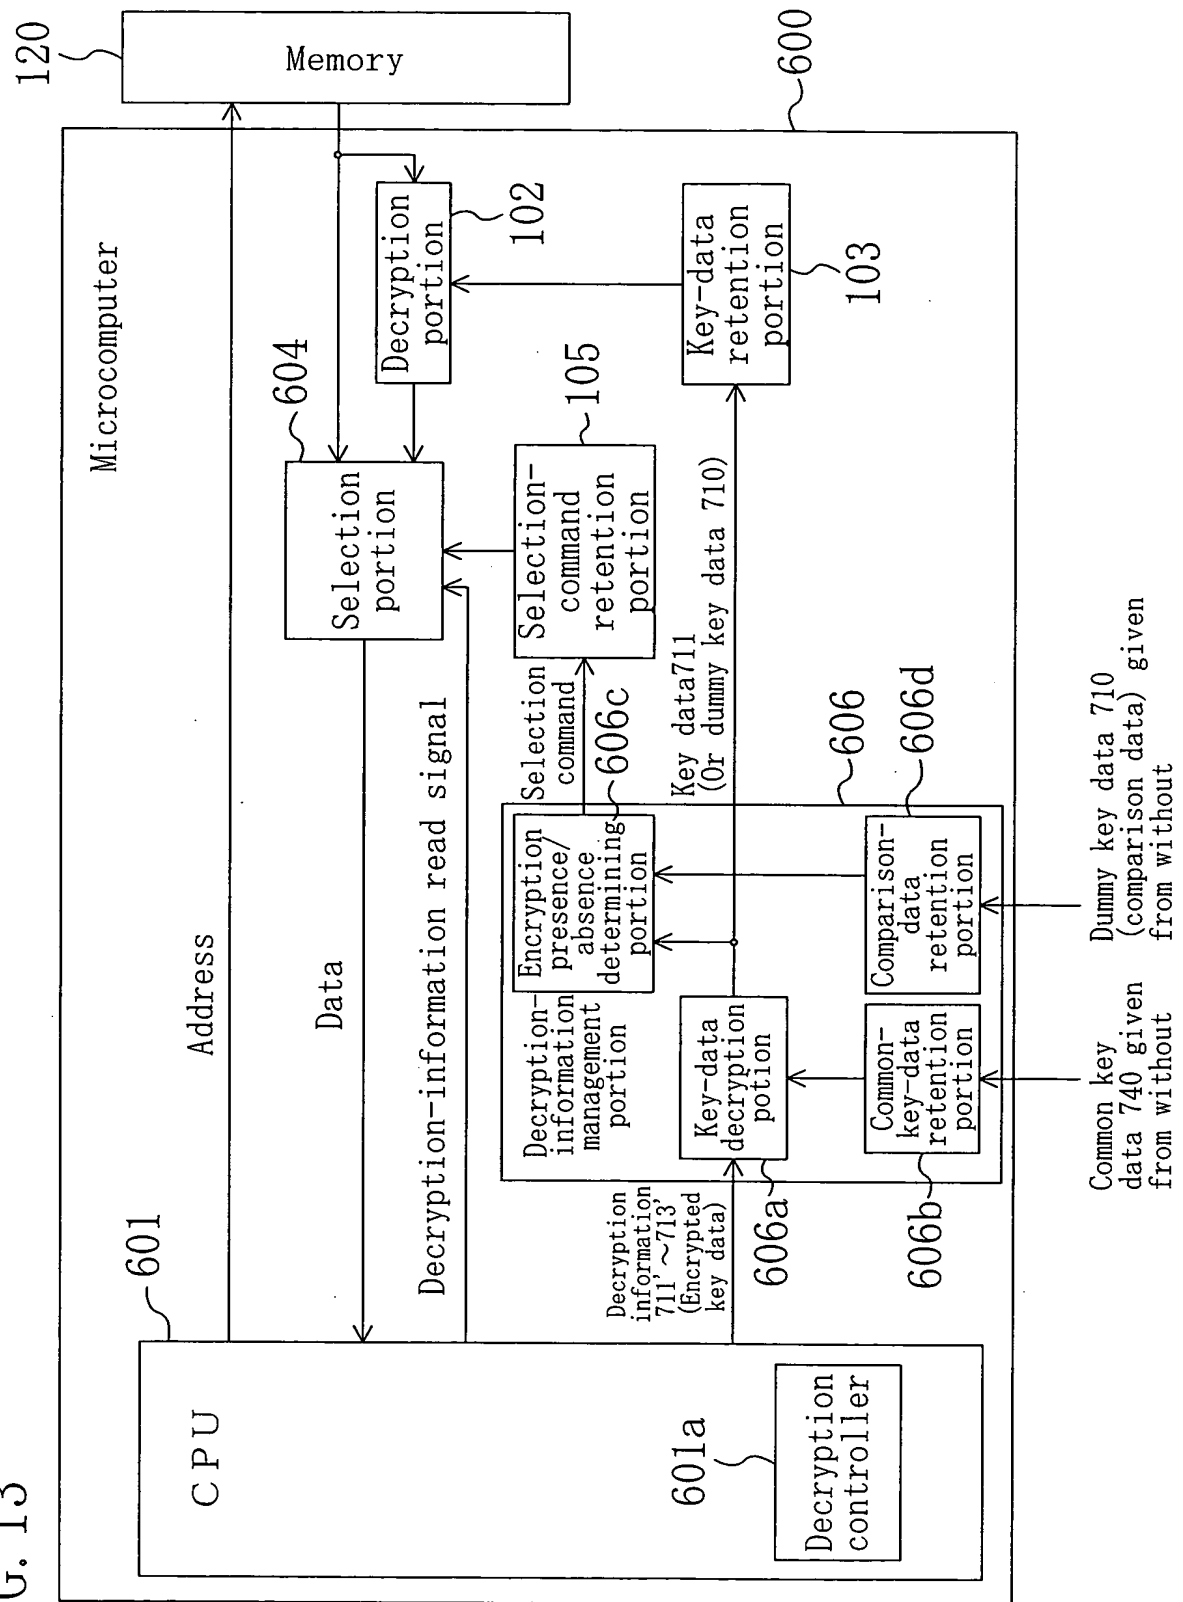 G. 13
Microcomputer
CPU
601
601a
Decryption
controller
Address
Data
Decryption-information read signal
Decryption
information
711'～713'
(Encrypted
key data)
Decryption-
information
management
portion
Encryption
presence/
absence
determining
portion
606c
Key-data
decryption
potion
606a
Common-
key-data
retention
portion
606b
Comparison-
data
retention
portion
606d
606
Selection
command
Key data711
(Or dummy key data 710)
Selection
portion
604
Selection-
command
retention
portion
105
Decryption
portion
102
Key-data
retention
portion
103
Memory
120
600
Common key
data 740 given
from without
Dummy key data 710
(comparison data) given
from without